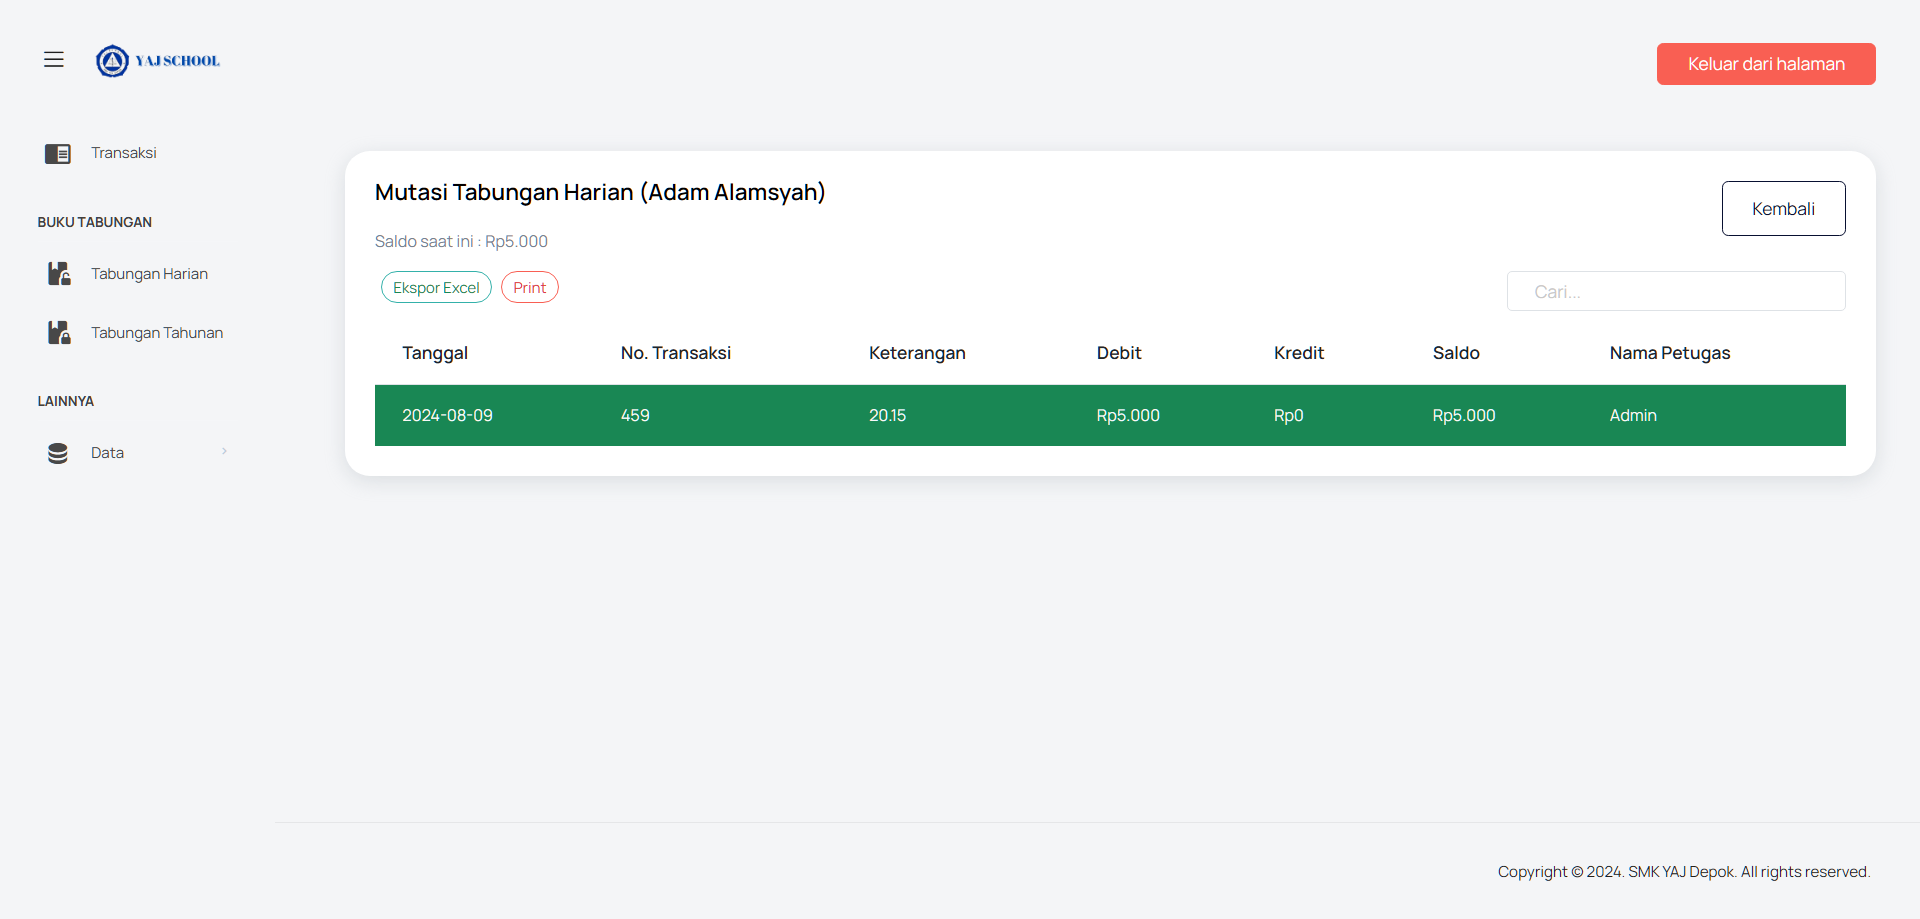 YAJ SCHOOL
Keluar dari halaman
Transaksi
BUKU TABUNGAN
Tabungan Harian
Tabungan Tahunan
LAINNYA
Data
Mutasi Tabungan Harian (Adam Alamsyah)
Kembali
Saldo saat ini : Rp5.000
Ekspor Excel Print
Cari...
Tanggal No. Transaksi Keterangan Debit Kredit Saldo Nama Petugas
2024-08-09 459 20.15 Rp5.000 Rp0 Rp5.000 Admin
Copyright © 2024. SMK YAJ Depok. All rights reserved.